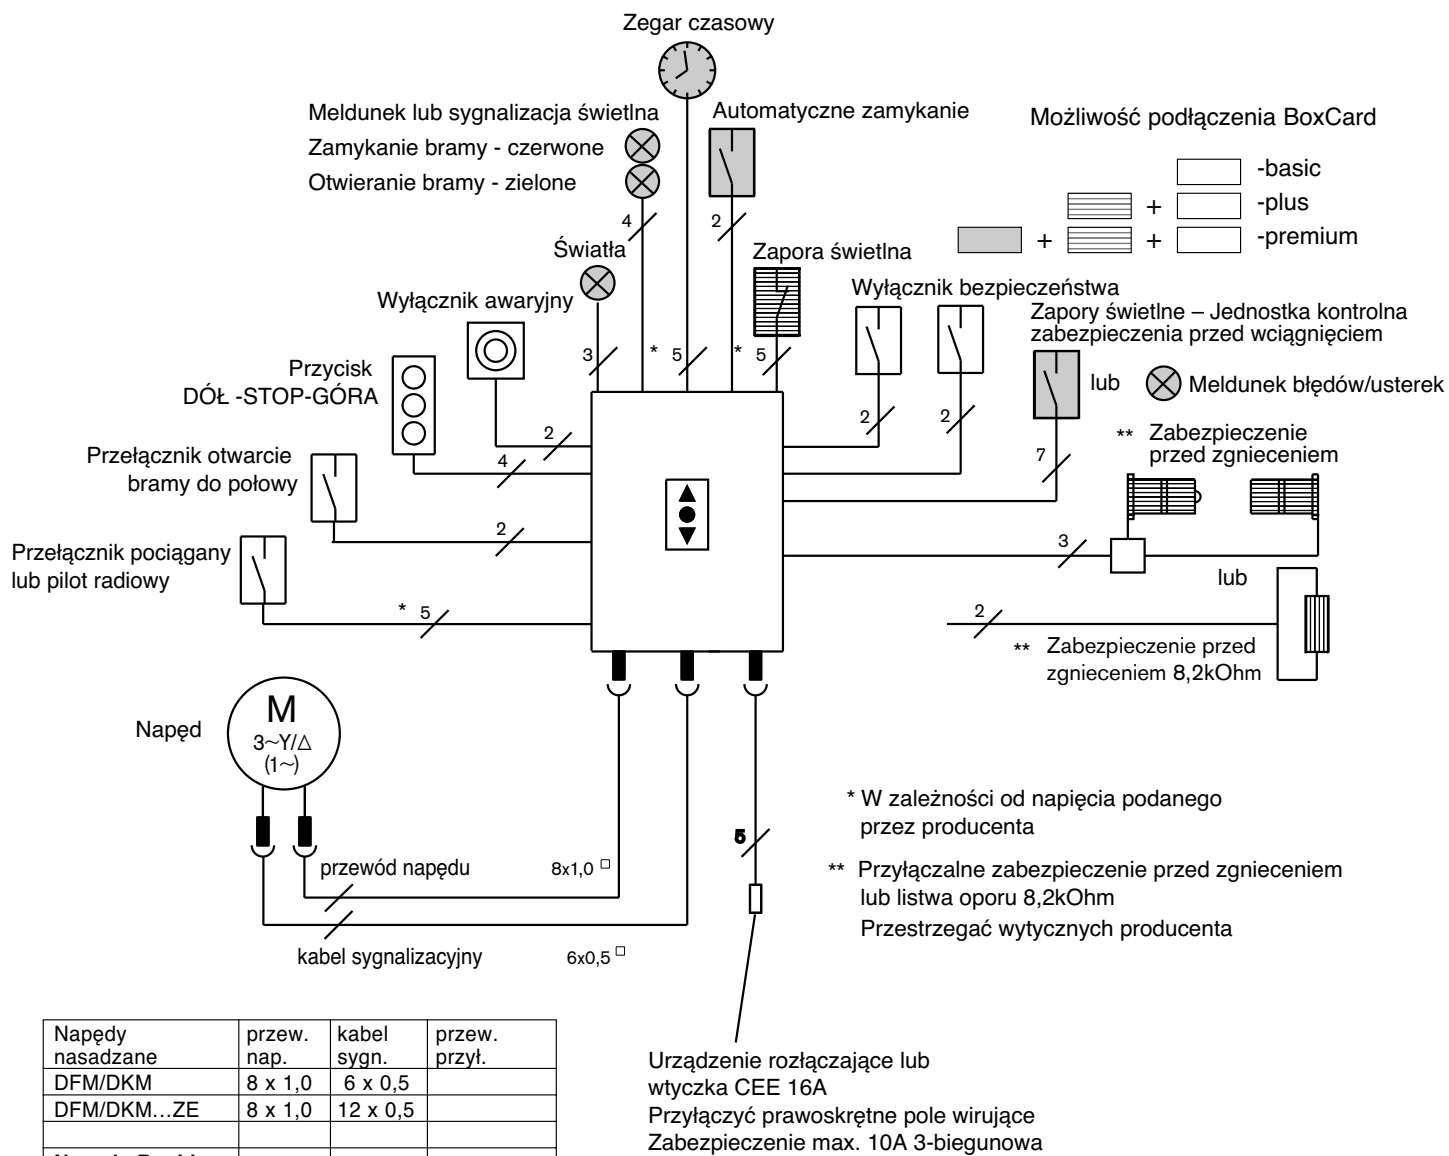 Zegar czasowy
Meldunek lub sygnalizacja świetlna
Zamykanie bramy - czerwone
Otwieranie bramy - zielone
Automatyczne zamykanie
Możliwość podłączenia BoxCard
-basic
+ -plus
+ + -premium
4
2
Światła
Zapora świetlna
Wyłącznik awaryjny
Wyłącznik bezpieczeństwa
Zapory świetlne – Jednostka kontrolna
zabezpieczenia przed wciągnięciem
3
* 5
* 5
Przycisk
DÓŁ -STOP-GÓRA
lub
Meldunek błędów/usterek
2
2
2
4
7
** Zabezpieczenie
przed zgnieceniem
Przełącznik otwarcie
bramy do połowy
2
3
Przełącznik pociągany
lub pilot radiowy
* 5
lub
2
** Zabezpieczenie przed
zgnieceniem 8,2kOhm
Napęd
M
3~Y/△
(1~)
5
* W zależności od napięcia podanego
przez producenta
przewód napędu
8x1,0 □
** Przyłączalne zabezpieczenie przed zgnieceniem
lub listwa oporu 8,2kOhm
Przestrzegać wytycznych producenta
kabel sygnalizacyjny
6x0,5 □
Napędy nasadzane | przew. nap. | kabel sygn. | przew. przył.
DFM/DKM | 8 x 1,0 | 6 x 0,5
DFM/DKM...ZE | 8 x 1,0 | 12 x 0,5
Urządzenie rozłączające lub
wtyczka CEE 16A
Przyłączyć prawoskrętne pole wirujące
Zabezpieczenie max. 10A 3-biegunowa